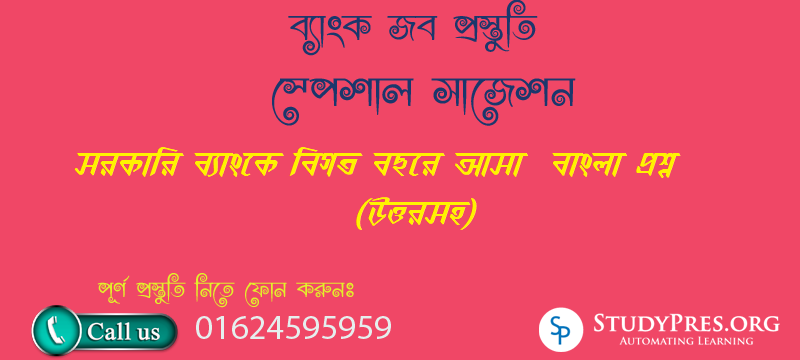 ব্যাংক জব প্রস্তুতি
স্পেশাল সাজেশন
সরকারি ব্যাংকে বিগত বছরে আসা বাংলা প্রশ্ন
(উত্তরসহ)
পূর্ণ প্রস্তুতি নিতে ফোন করুনঃ
Call us 01624595959
SP STUDYPRES.ORG
AUTOMATING LEARNING